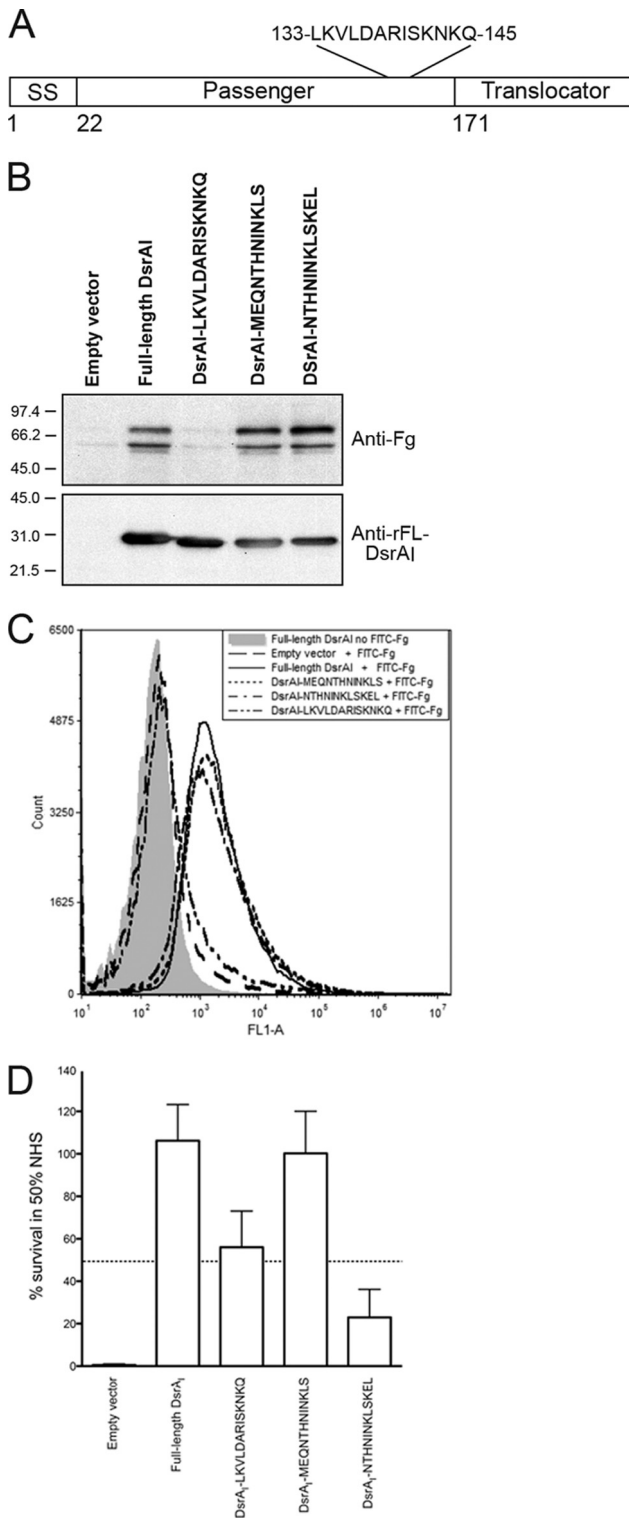 A
133-LKVLDARISKNKQ-145
SS Passenger Translocator
1 22 171
B
Empty vector
Full-length DsrAI
DsrAI-LKVLDARISKNKQ
DsrAI-MEQNTHNINKLS
DSrAI-NTHNINKLSKEL
97.4
66.2
45.0
Anti-Fg
45.0
31.0
21.5
Anti-rFL-
DsrAI
C
6500
4875
3250
1625
0
Count
Full-length DsrAI no FITC-Fg
Empty vector + FITC-Fg
Full-length DsrAI + FITC-Fg
DsrAI-MEQNTHNINKLS + FITC-Fg
DsrAI-NTHNINKLSKEL + FITC-Fg
DsrAI-LKVLDARISKNKQ + FITC-Fg
10¹ 10² 10³ 10⁴ 10⁵ 10⁶ 10⁷
FL1-A
D
140
120
100
80
60
40
20
0
% survival in 50% NHS
Empty vector
Full-length DsrAI
DsrAI-LKVLDARISKNKQ
DsrAI-MEQNTHNINKLS
DsrAI-NTHNINKLSKEL